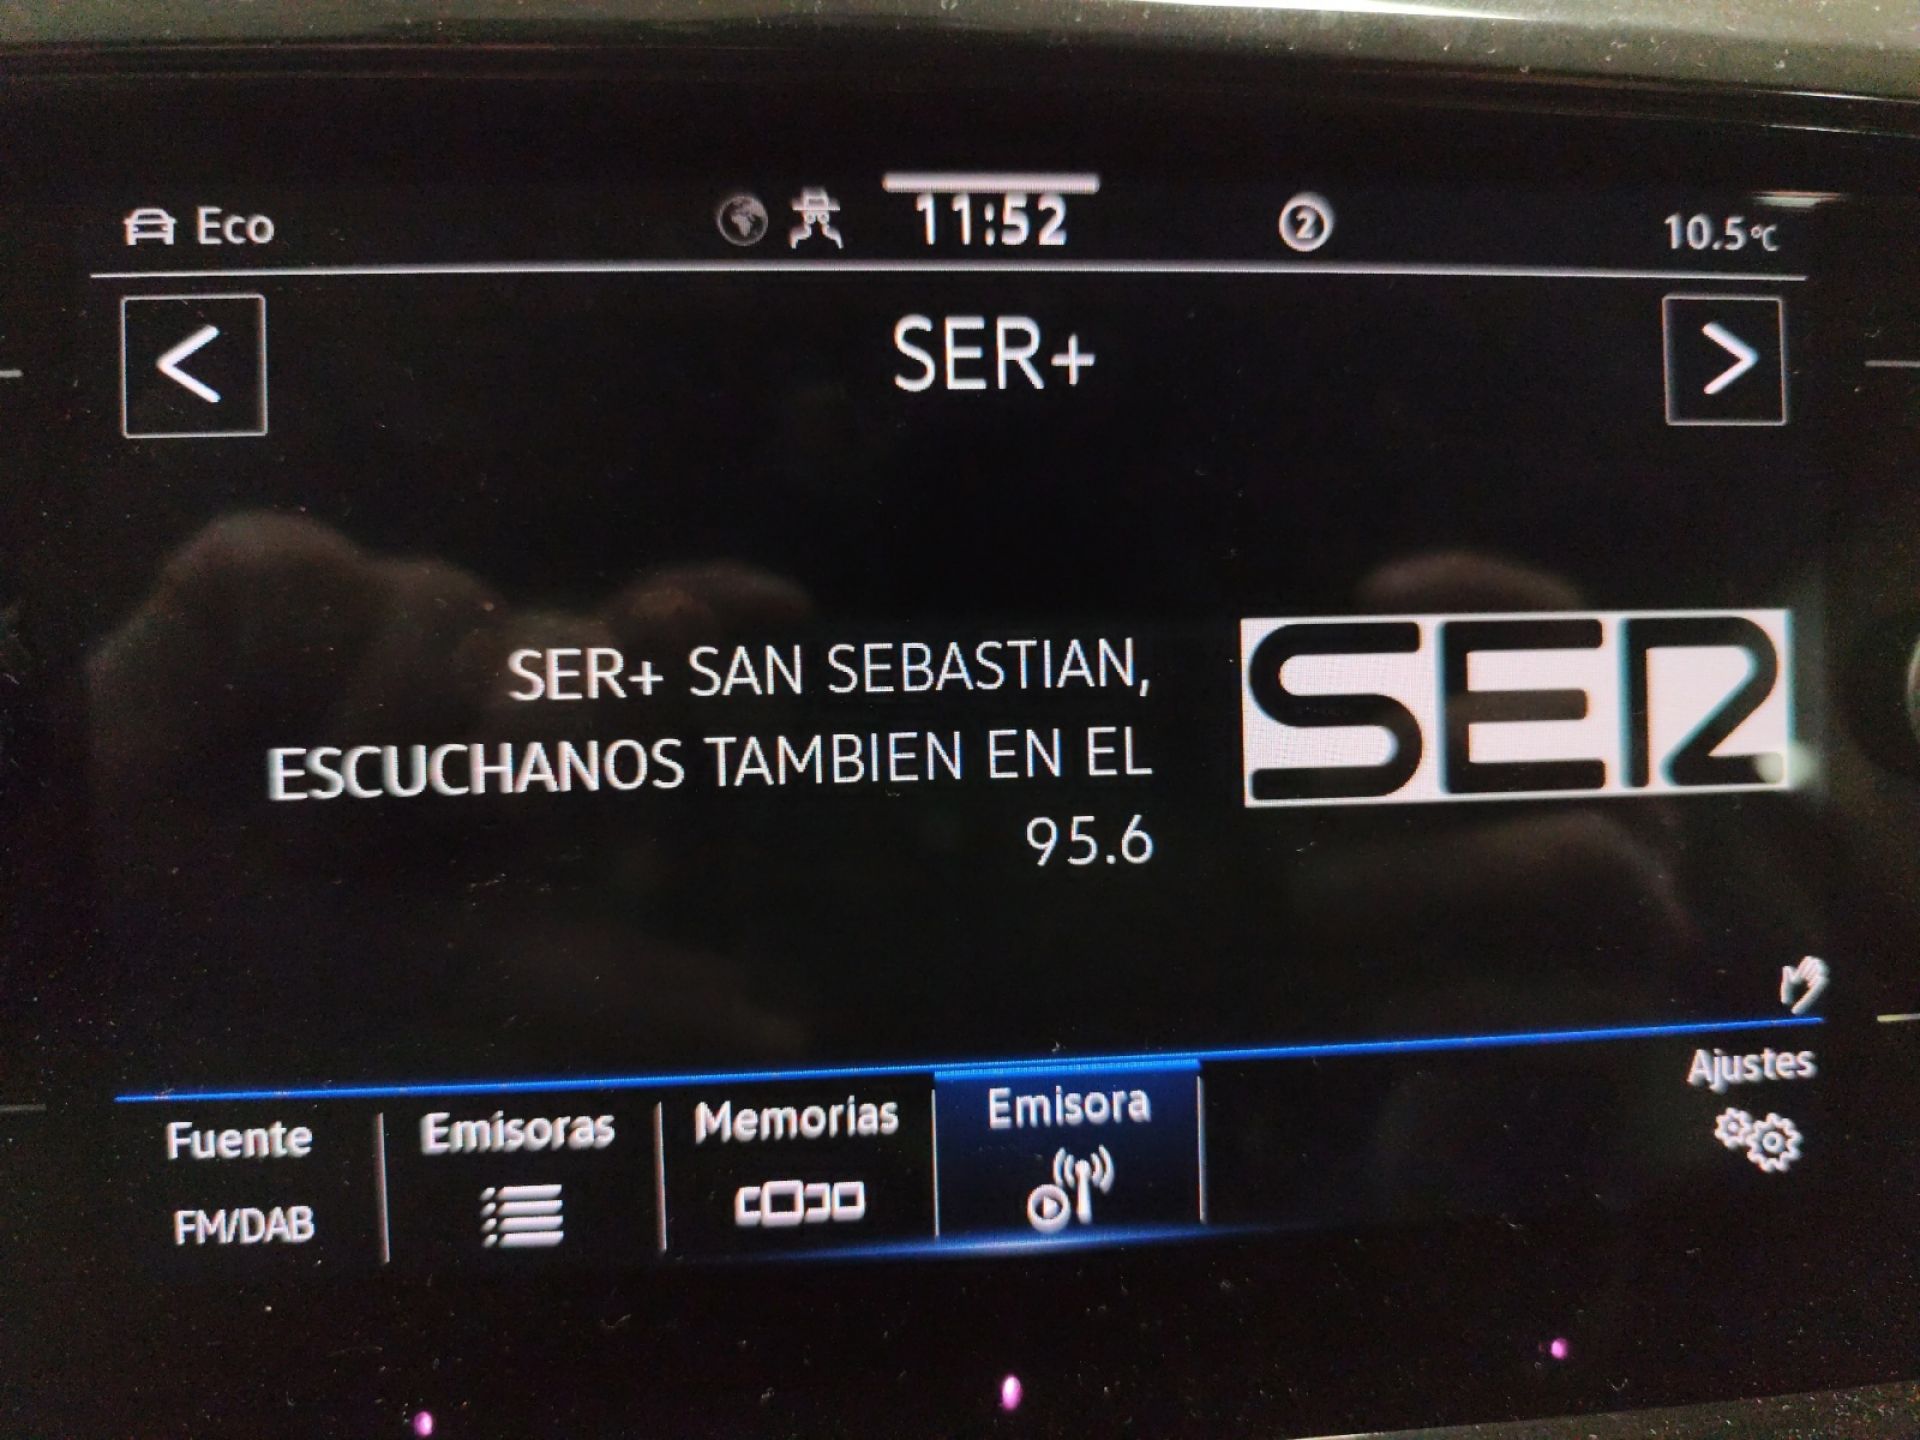 Eco 11:52 2 10.5°C
< SER+ >
SER+ SAN SEBASTIAN,
ESCUCHANOS TAMBIEN EN EL
95.6
SER
Ajustes
Fuente Emisoras Memorias Emisora
FM/DAB